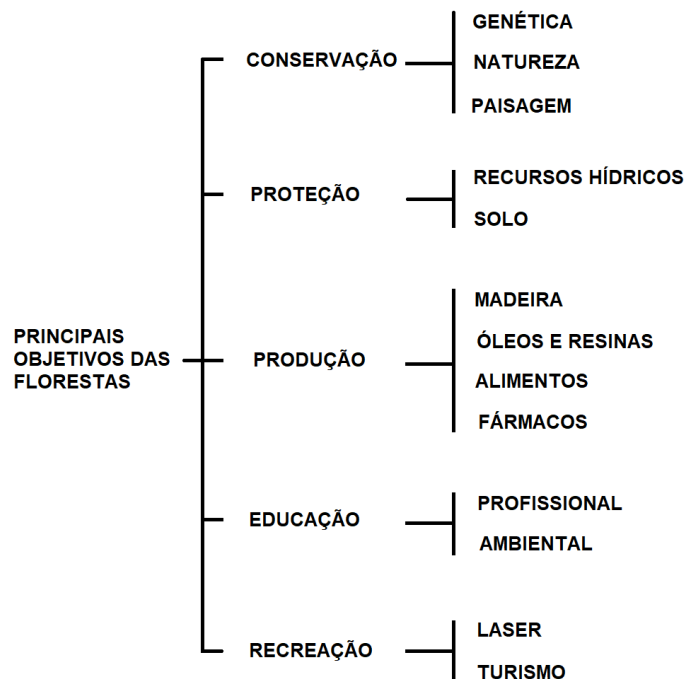 PRINCIPAIS
OBJETIVOS DAS
FLORESTAS
CONSERVAÇÃO
GENÉTICA
NATUREZA
PAISAGEM
PROTEÇÃO
RECURSOS HÍDRICOS
SOLO
PRODUÇÃO
MADEIRA
ÓLEOS E RESINAS
ALIMENTOS
FÁRMACOS
EDUCAÇÃO
PROFISSIONAL
AMBIENTAL
RECREAÇÃO
LASER
TURISMO